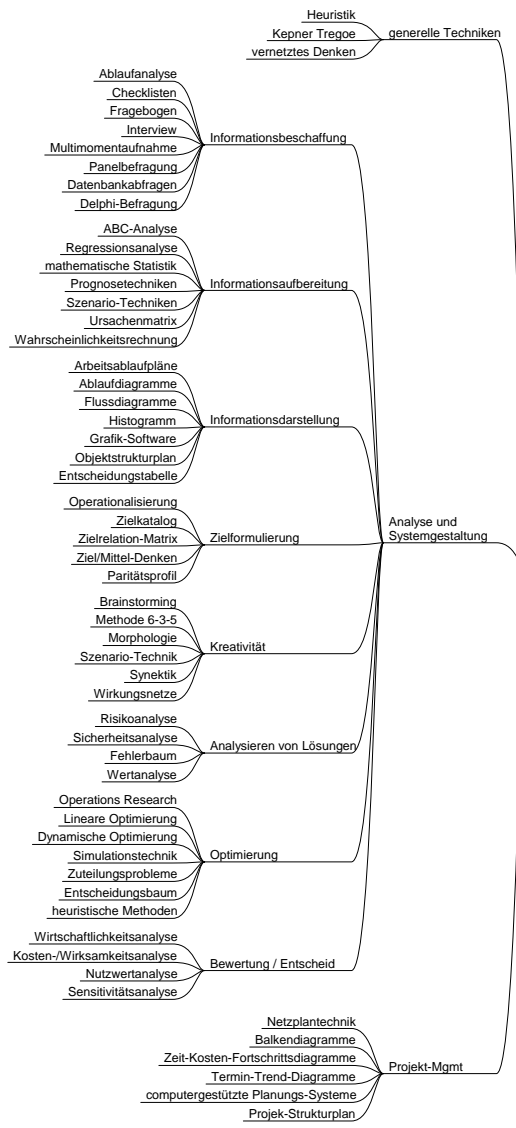 Heuristik
Kepner Tregoe
vernetztes Denken
generelle Techniken
Ablaufanalyse
Checklisten
Fragebogen
Interview
Multimomentaufnahme
Panelbefragung
Datenbankabfragen
Delphi-Befragung
Informationsbeschaffung
ABC-Analyse
Regressionsanalyse
mathematische Statistik
Prognosetechniken
Szenario-Techniken
Ursachenmatrix
Wahrscheinlichkeitsrechnung
Informationsaufbereitung
Arbeitsablaufpläne
Ablaufdiagramme
Flussdiagramme
Histogramm
Grafik-Software
Objektstrukturplan
Entscheidungstabelle
Informationsdarstellung
Operationalisierung
Zielkatalog
Zielrelation-Matrix
Ziel/Mittel-Denken
Paritätsprofil
Zielformulierung
Brainstorming
Methode 6-3-5
Morphologie
Szenario-Technik
Synektik
Wirkungsnetze
Kreativität
Risikoanalyse
Sicherheitsanalyse
Fehlerbaum
Wertanalyse
Analysieren von Lösungen
Operations Research
Lineare Optimierung
Dynamische Optimierung
Simulationstechnik
Zuteilungsprobleme
Entscheidungsbaum
heuristische Methoden
Optimierung
Wirtschaftlichkeitsanalyse
Kosten-/Wirksamkeitsanalyse
Nutzwertanalyse
Sensitivitätsanalyse
Bewertung / Entscheid
Analyse und
Systemgestaltung
Netzplantechnik
Balkendiagramme
Zeit-Kosten-Fortschrittsdiagramme
Termin-Trend-Diagramme
computergestützte Planungs-Systeme
Projek-Strukturplan
Projekt-Mgmt